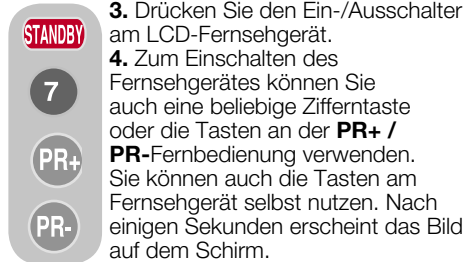 STANDBY
7
PR+
PR-
3. Drücken Sie den Ein-/Ausschalter
am LCD-Fernsehgerät.
4. Zum Einschalten des
Fernsehgerätes können Sie
auch eine beliebige Zifferntaste
oder die Tasten an der PR+ /
PR-Fernbedienung verwenden.
Sie können auch die Tasten am
Fernsehgerät selbst nutzen. Nach
einigen Sekunden erscheint das Bild
auf dem Schirm.